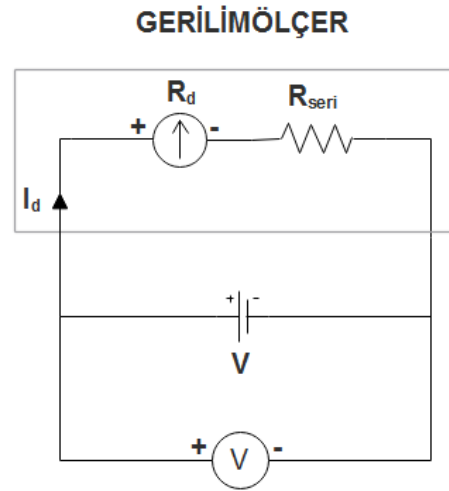 GERİLİMÖLÇER
R_d
R_seri
+ -
I_d
+ -
V
+ V -